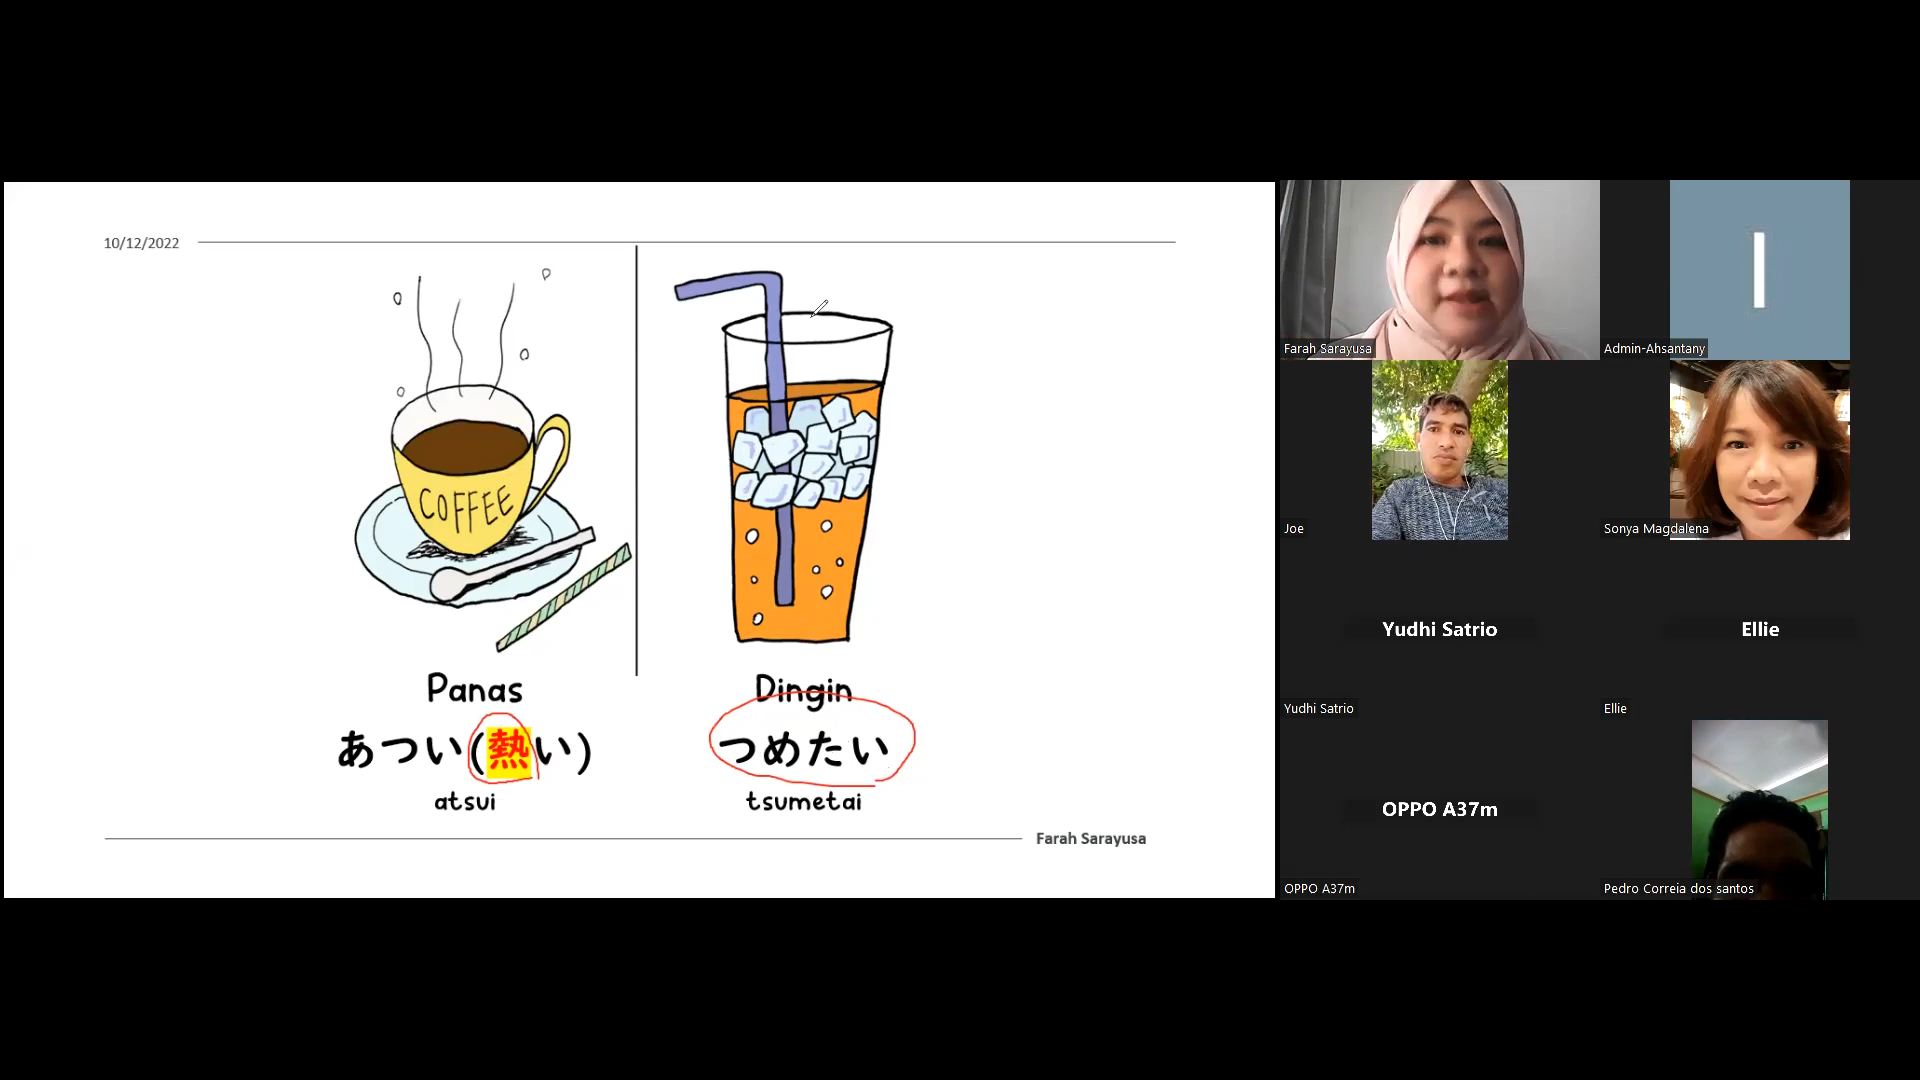 10/12/2022
COFFEE
Panas
あつい(熱い)
atsui
Dingin
つめたい
tsumetai
Farah Sarayusa
Farah Sarayusa
I
Admin-Ahsantany
Joe
Sonya Magdalena
Yudhi Satrio
Yudhi Satrio
Ellie
Ellie
OPPO A37m
OPPO A37m
Pedro Correia dos santos